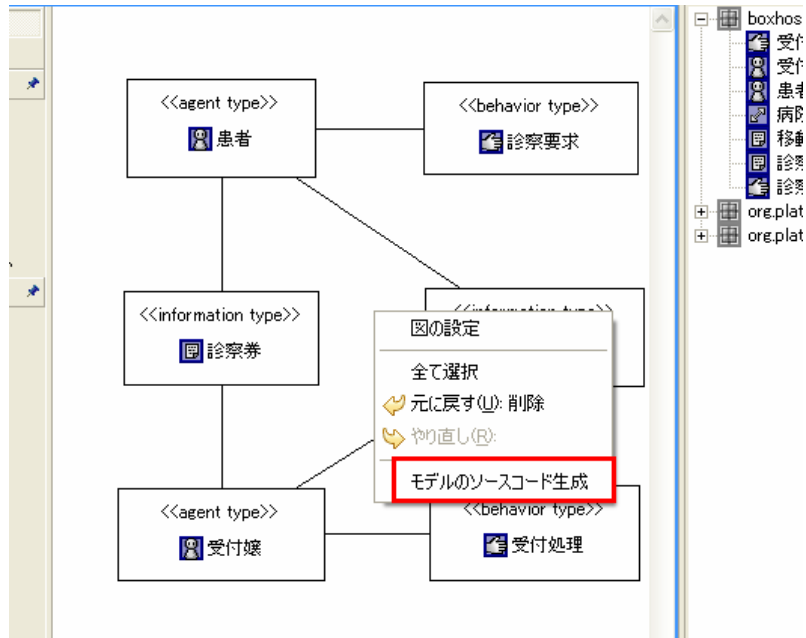 <<agent type>>
患者
<<behavior type>>
診察要求
<<information type>>
診察券
<<agent type>>
受付嬢
<<behavior type>>
受付処理
図の設定
全て選択
元に戻す(U): 削除
やり直し(R):
モデルのソースコード生成
boxhos
受付
受付
患者
病院
移動
診察
診察
org.plat
org.plat